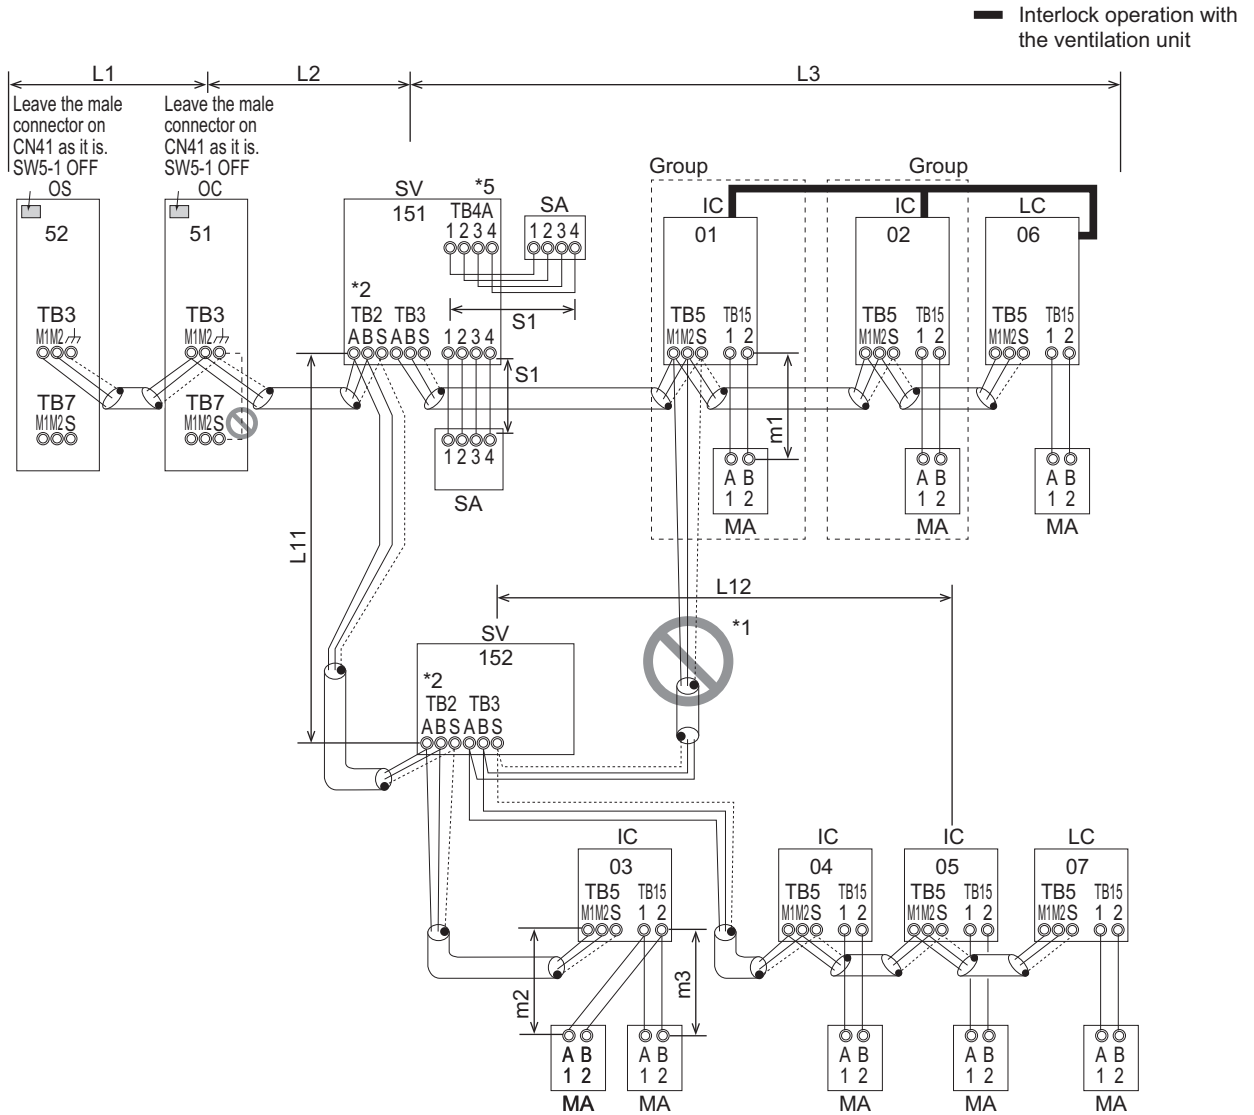 Interlock operation with
the ventilation unit
L1
L2
L3
Leave the male
connector on
CN41 as it is.
SW5-1 OFF
OS
Leave the male
connector on
CN41 as it is.
SW5-1 OFF
OC
52
TB3
M1M2
TB7
M1M2S
51
TB3
M1M2
TB7
M1M2S
SV
*5
151
TB4A
1 2 3 4
*2
TB2 TB3
A B S A B S
1 2 3 4
SA
1 2 3 4
S1
S1
1 2 3 4
SA
Group
IC
01
TB5 TB15
M1M2S 1 2
m1
A B
1 2
MA
Group
IC
02
TB5 TB15
M1M2S 1 2
A B
1 2
MA
LC
06
TB5 TB15
M1M2S 1 2
A B
1 2
MA
L11
L12
*1
SV
152
*2
TB2 TB3
A B S A B S
IC
03
TB5 TB15
M1M2S 1 2
m2
m3
A B
1 2
MA
A B
1 2
MA
IC
04
TB5 TB15
M1M2S 1 2
A B
1 2
MA
IC
05
TB5 TB15
M1M2S 1 2
A B
1 2
MA
LC
07
TB5 TB15
M1M2S 1 2
A B
1 2
MA